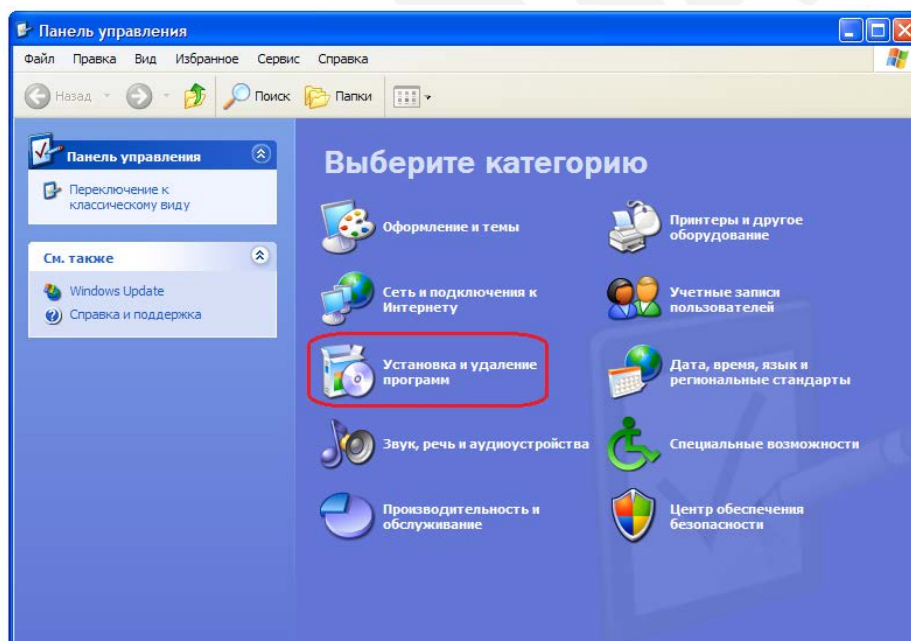 Панель управления
Файл Правка Вид Избранное Сервис Справка
Назад Поиск Папки
Панель управления
Переключение к
классическому виду
См. также
Windows Update
Справка и поддержка
Выберите категорию
Оформление и темы
Принтеры и другое
оборудование
Сеть и подключения к
Интернету
Учетные записи
пользователей
Установка и удаление
программ
Дата, время, язык и
региональные стандарты
Звук, речь и аудиоустройства
Специальные возможности
Производительность и
обслуживание
Центр обеспечения
безопасности